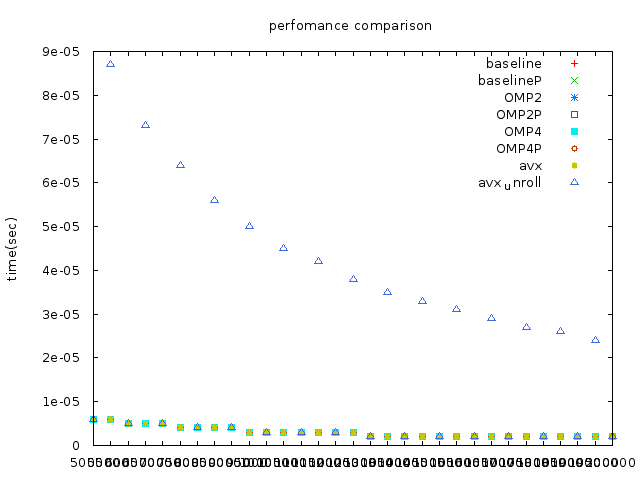 perfomance comparison
9e-05
8e-05
7e-05
6e-05
5e-05
4e-05
3e-05
2e-05
1e-05
0
time(sec)
baseline
baselineP
OMP2
OMP2P
OMP4
OMP4P
avx
avxunroll